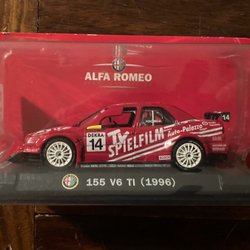 ALFA ROMEO
TV
SPIELFILM
Auto-Palazzo
DEKRA
14
14
155 V6 TI (1996)